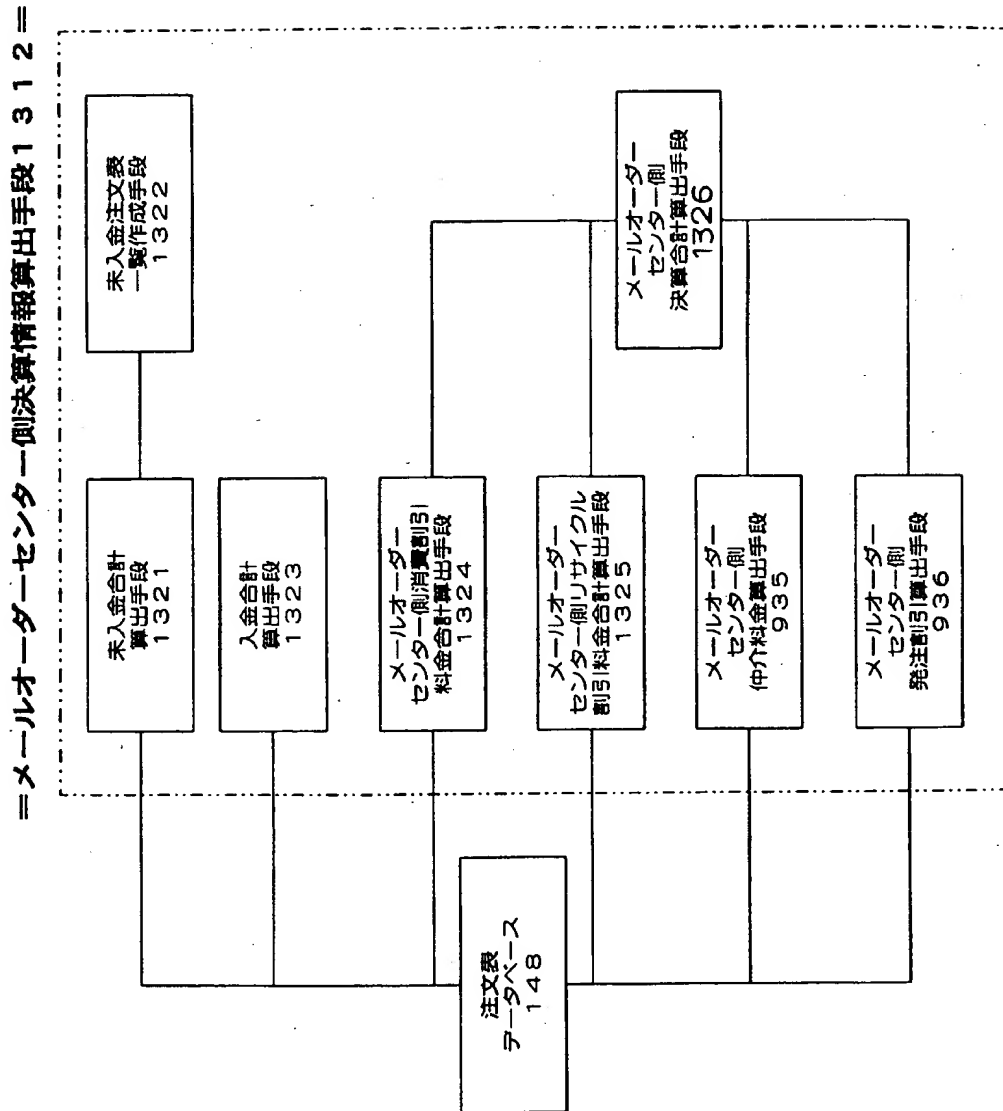 =メールオーダーセンター側決算情報算出手段1312=
未入金合計
算出手段
1321
未入金注文表
一覧作成手段
1322
入金合計
算出手段
1323
メールオーダー
センター側消費割引
料金合計算出手段
1324
メールオーダー
センター側リサイクル
割引料金合計算出手段
1325
メールオーダー
センター側
仲介料金算出手段
935
メールオーダー
センター側
発注割引算出手段
936
メールオーダー
センター側
決算合計算出手段
1326
注文表
データベース
148